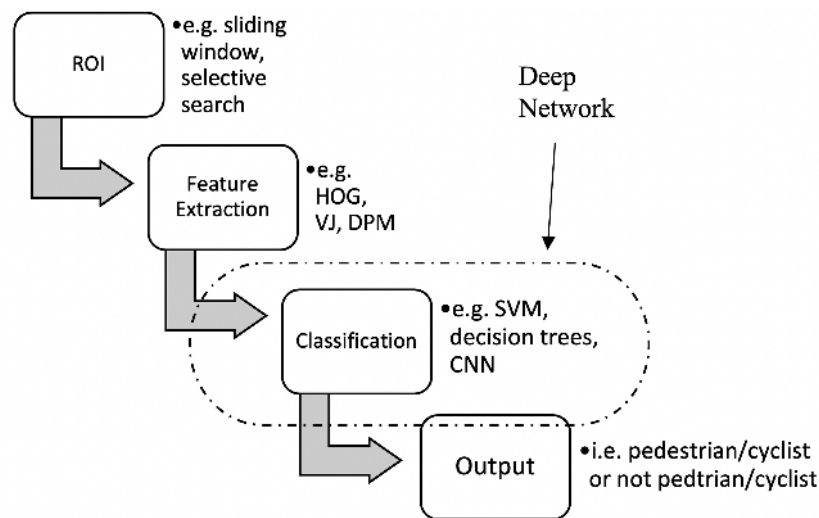 ROI
•e.g. sliding
window,
selective
search
Deep
Network
Feature
Extraction
•e.g.
HOG,
VJ, DPM
Classification
•e.g. SVM,
decision trees,
CNN
Output
•i.e. pedestrian/cyclist
or not pedtrian/cyclist